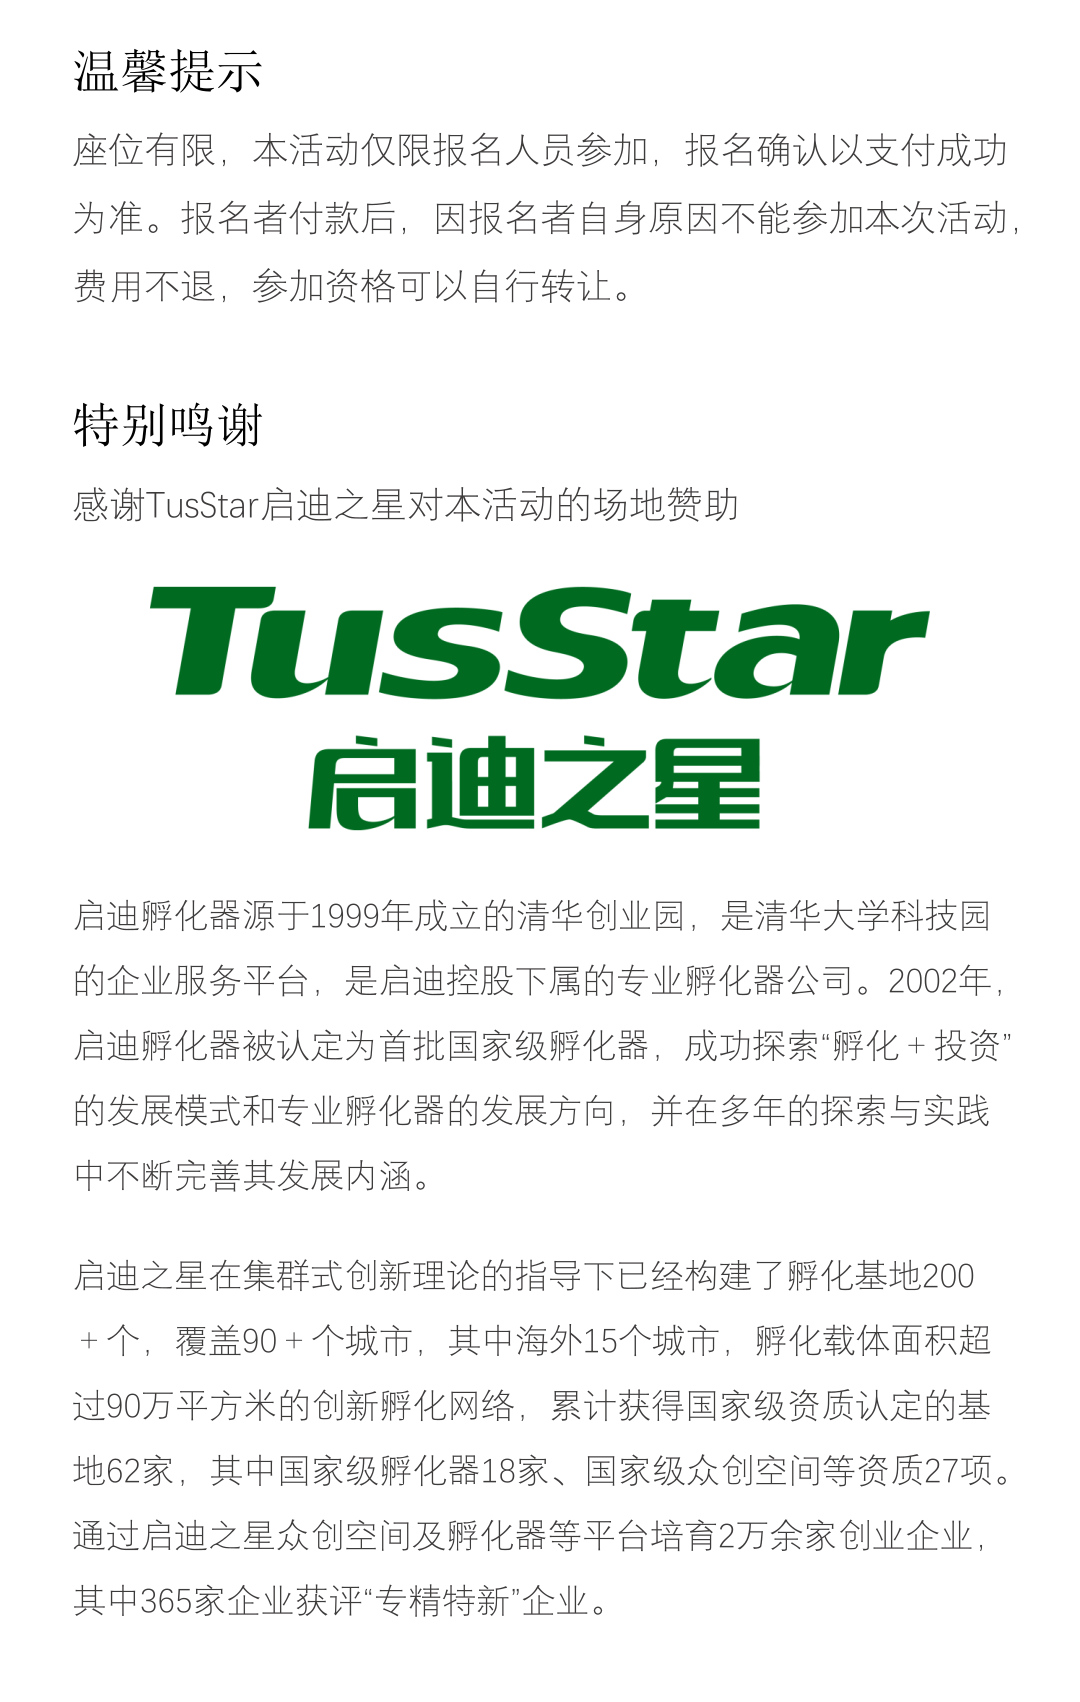 温馨提示
座位有限，本活动仅限报名人员参加，报名确认以支付成功
为准。报名者付款后，因报名者自身原因不能参加本次活动，
费用不退，参加资格可以自行转让。
特别鸣谢
感谢TusStar启迪之星对本活动的场地赞助
TusStar
启迪之星
启迪孵化器源于1999年成立的清华创业园，是清华大学科技园
的企业服务平台，是启迪控股下属的专业孵化器公司。2002年，
启迪孵化器被认定为首批国家级孵化器，成功探索“孵化＋投资”
的发展模式和专业孵化器的发展方向，并在多年的探索与实践
中不断完善其发展内涵。
启迪之星在集群式创新理论的指导下已经构建了孵化基地200
＋个，覆盖90＋个城市，其中海外15个城市，孵化载体面积超
过90万平方米的创新孵化网络，累计获得国家级资质认定的基
地62家，其中国家级孵化器18家、国家级众创空间等资质27项。
通过启迪之星众创空间及孵化器等平台培育2万余家创业企业，
其中365家企业获评“专精特新”企业。